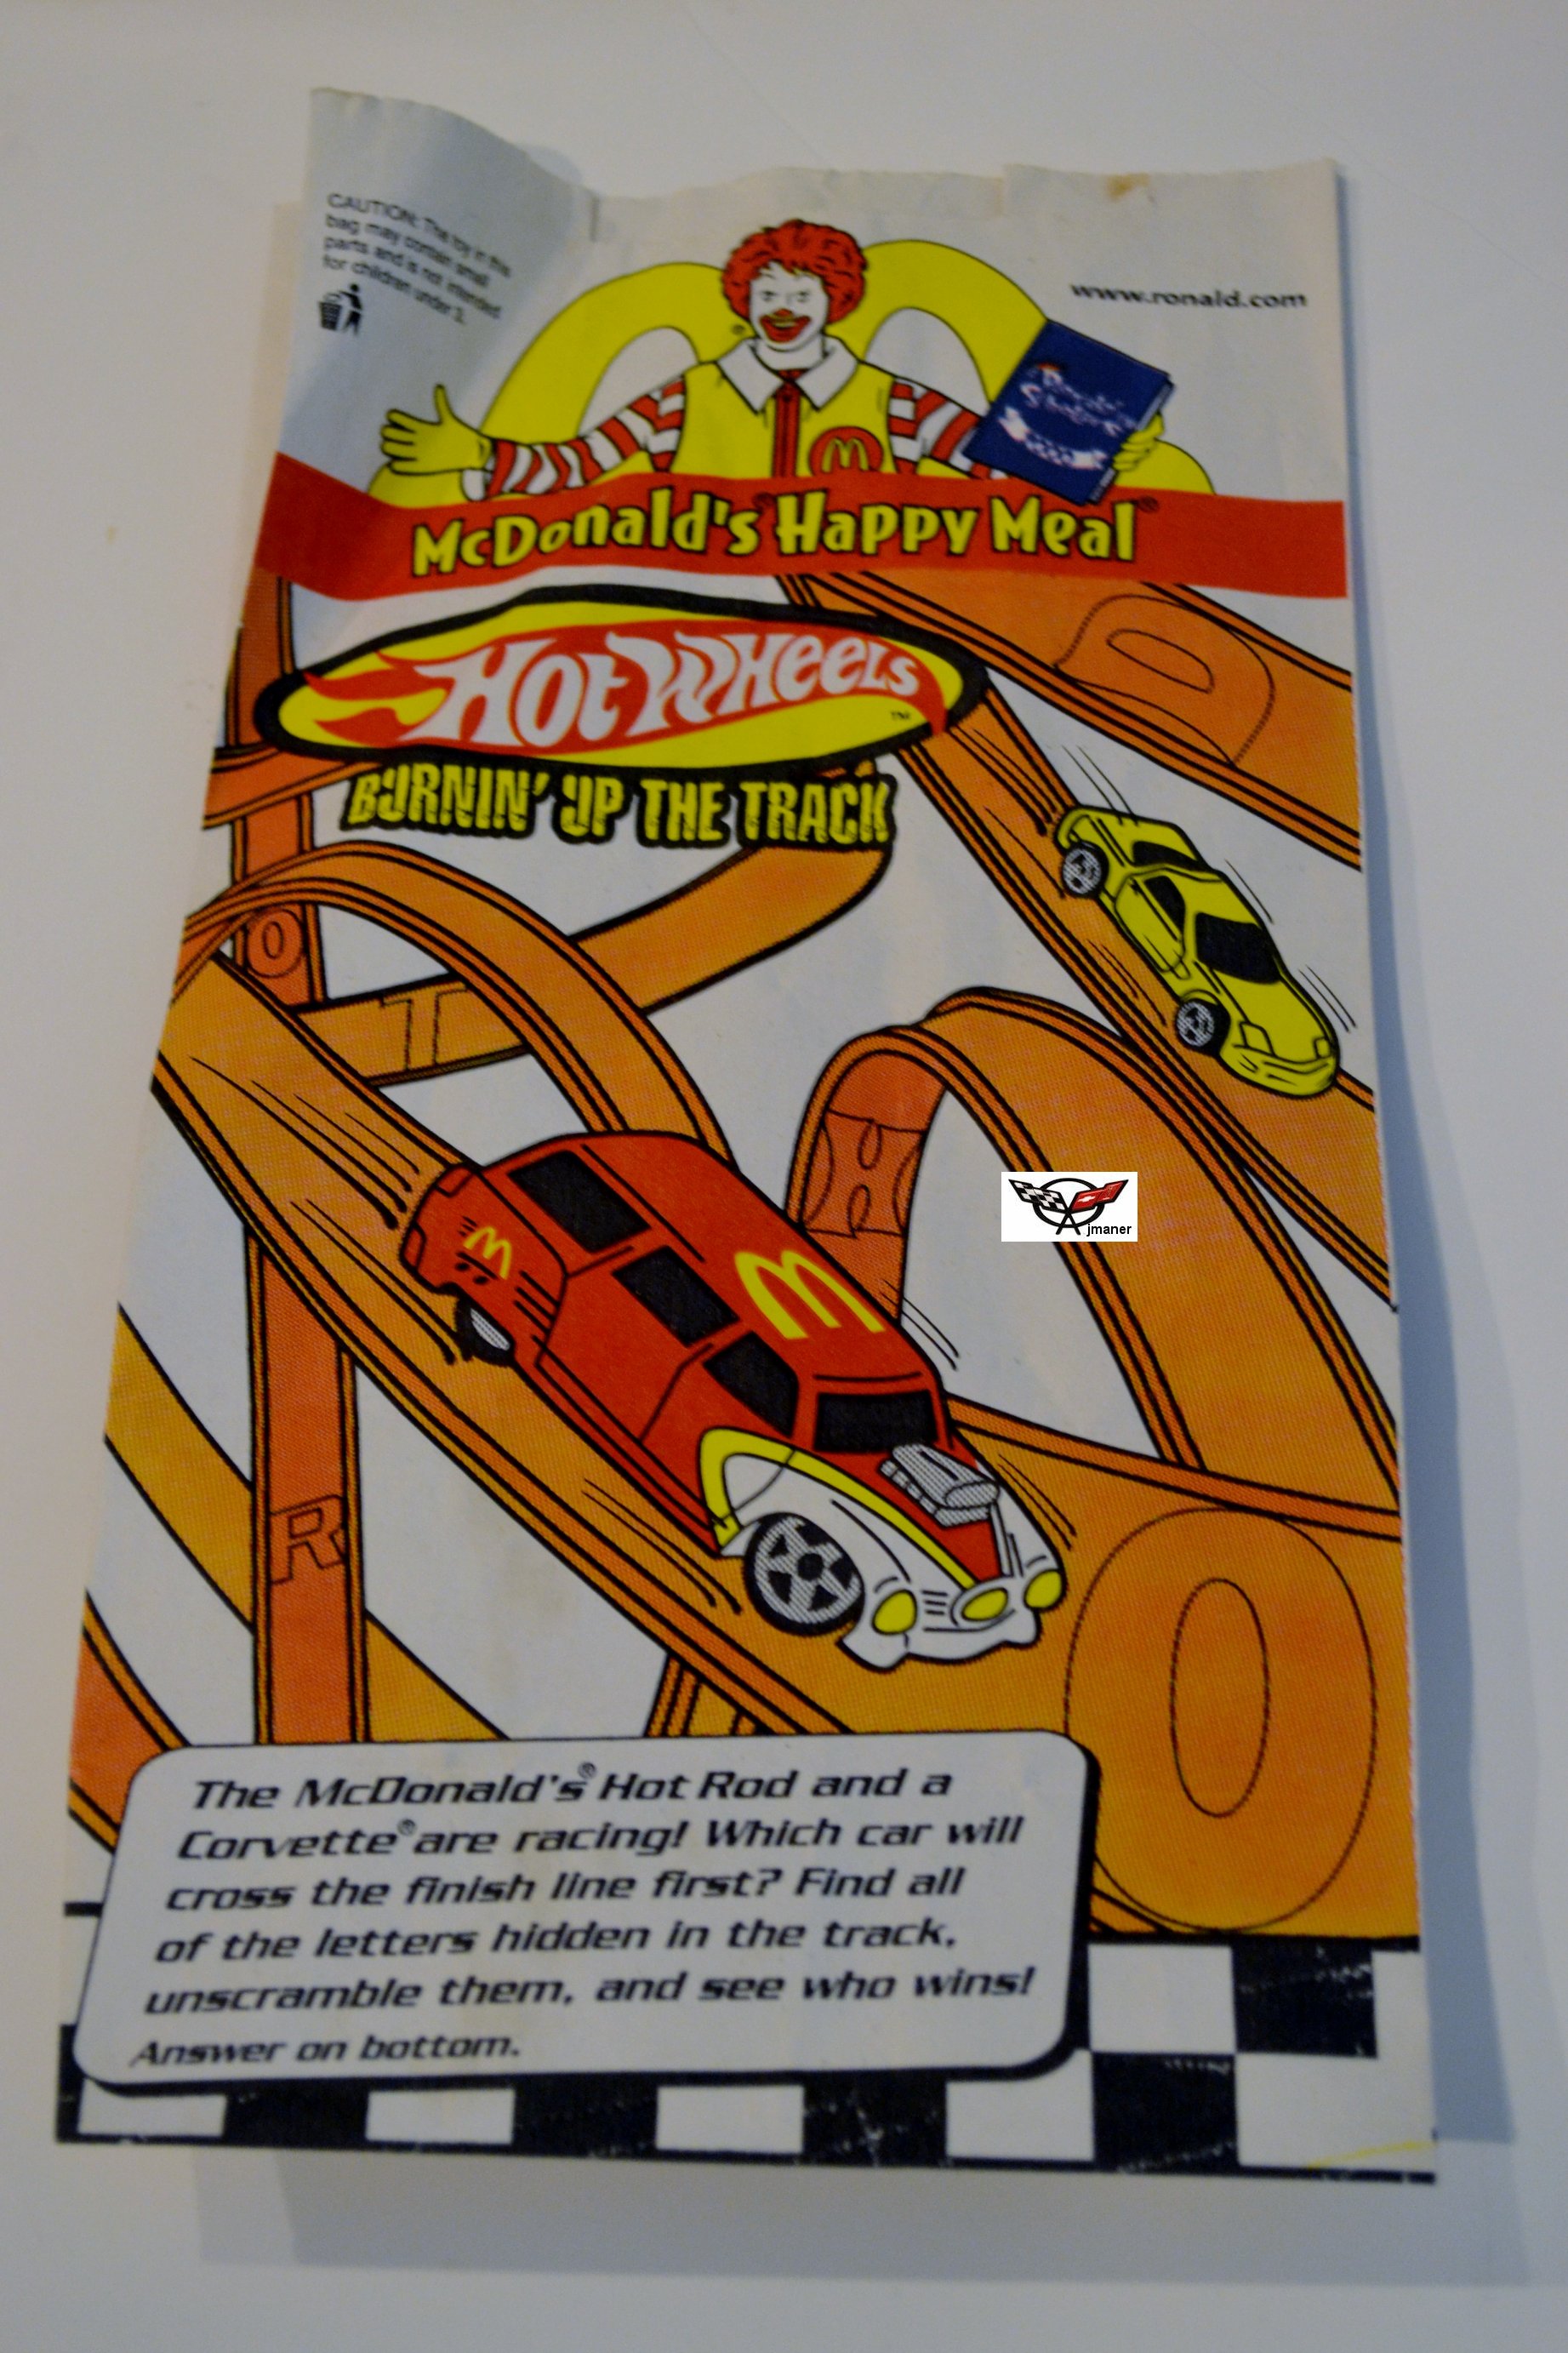 CAUTION: The toy in this
bag may contain small
parts and is not intended
for children under 3.
www.ronald.com
M
McDonald's® Happy Meal®
HOT WHEELS
™
BURNIN' UP THE TRACK
D
O
T
H
M
M
jmaner
R
O
The McDonald's® Hot Rod and a
Corvette® are racing! Which car will
cross the finish line first? Find all
of the letters hidden in the track,
unscramble them, and see who wins!
Answer on bottom.